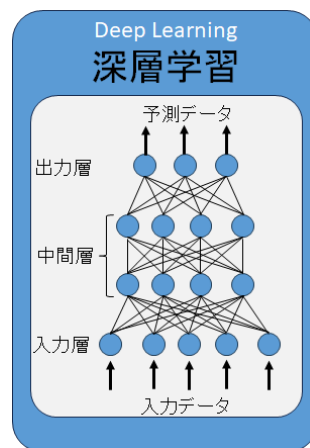 Deep Learning
深層学習
予測データ
出力層
中間層
入力層
入力データ